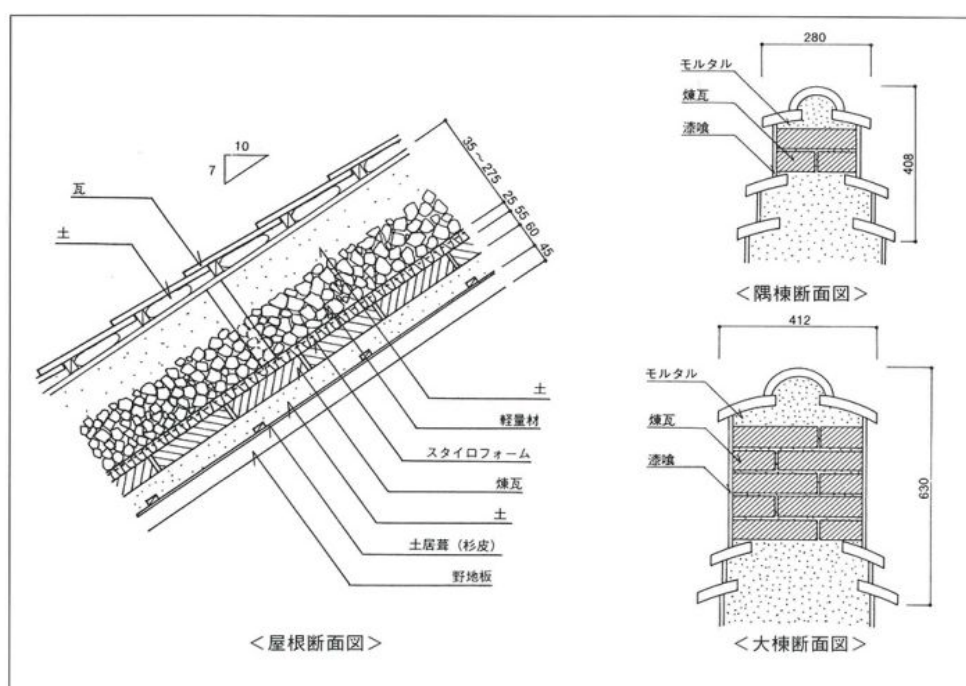 10
7
瓦
土
35～275
25
55
60
45
土
軽量材
スタイロフォーム
煉瓦
土
土居葺（杉皮）
野地板
＜屋根断面図＞
280
モルタル
煉瓦
漆喰
408
＜隅棟断面図＞
412
モルタル
煉瓦
漆喰
630
＜大棟断面図＞